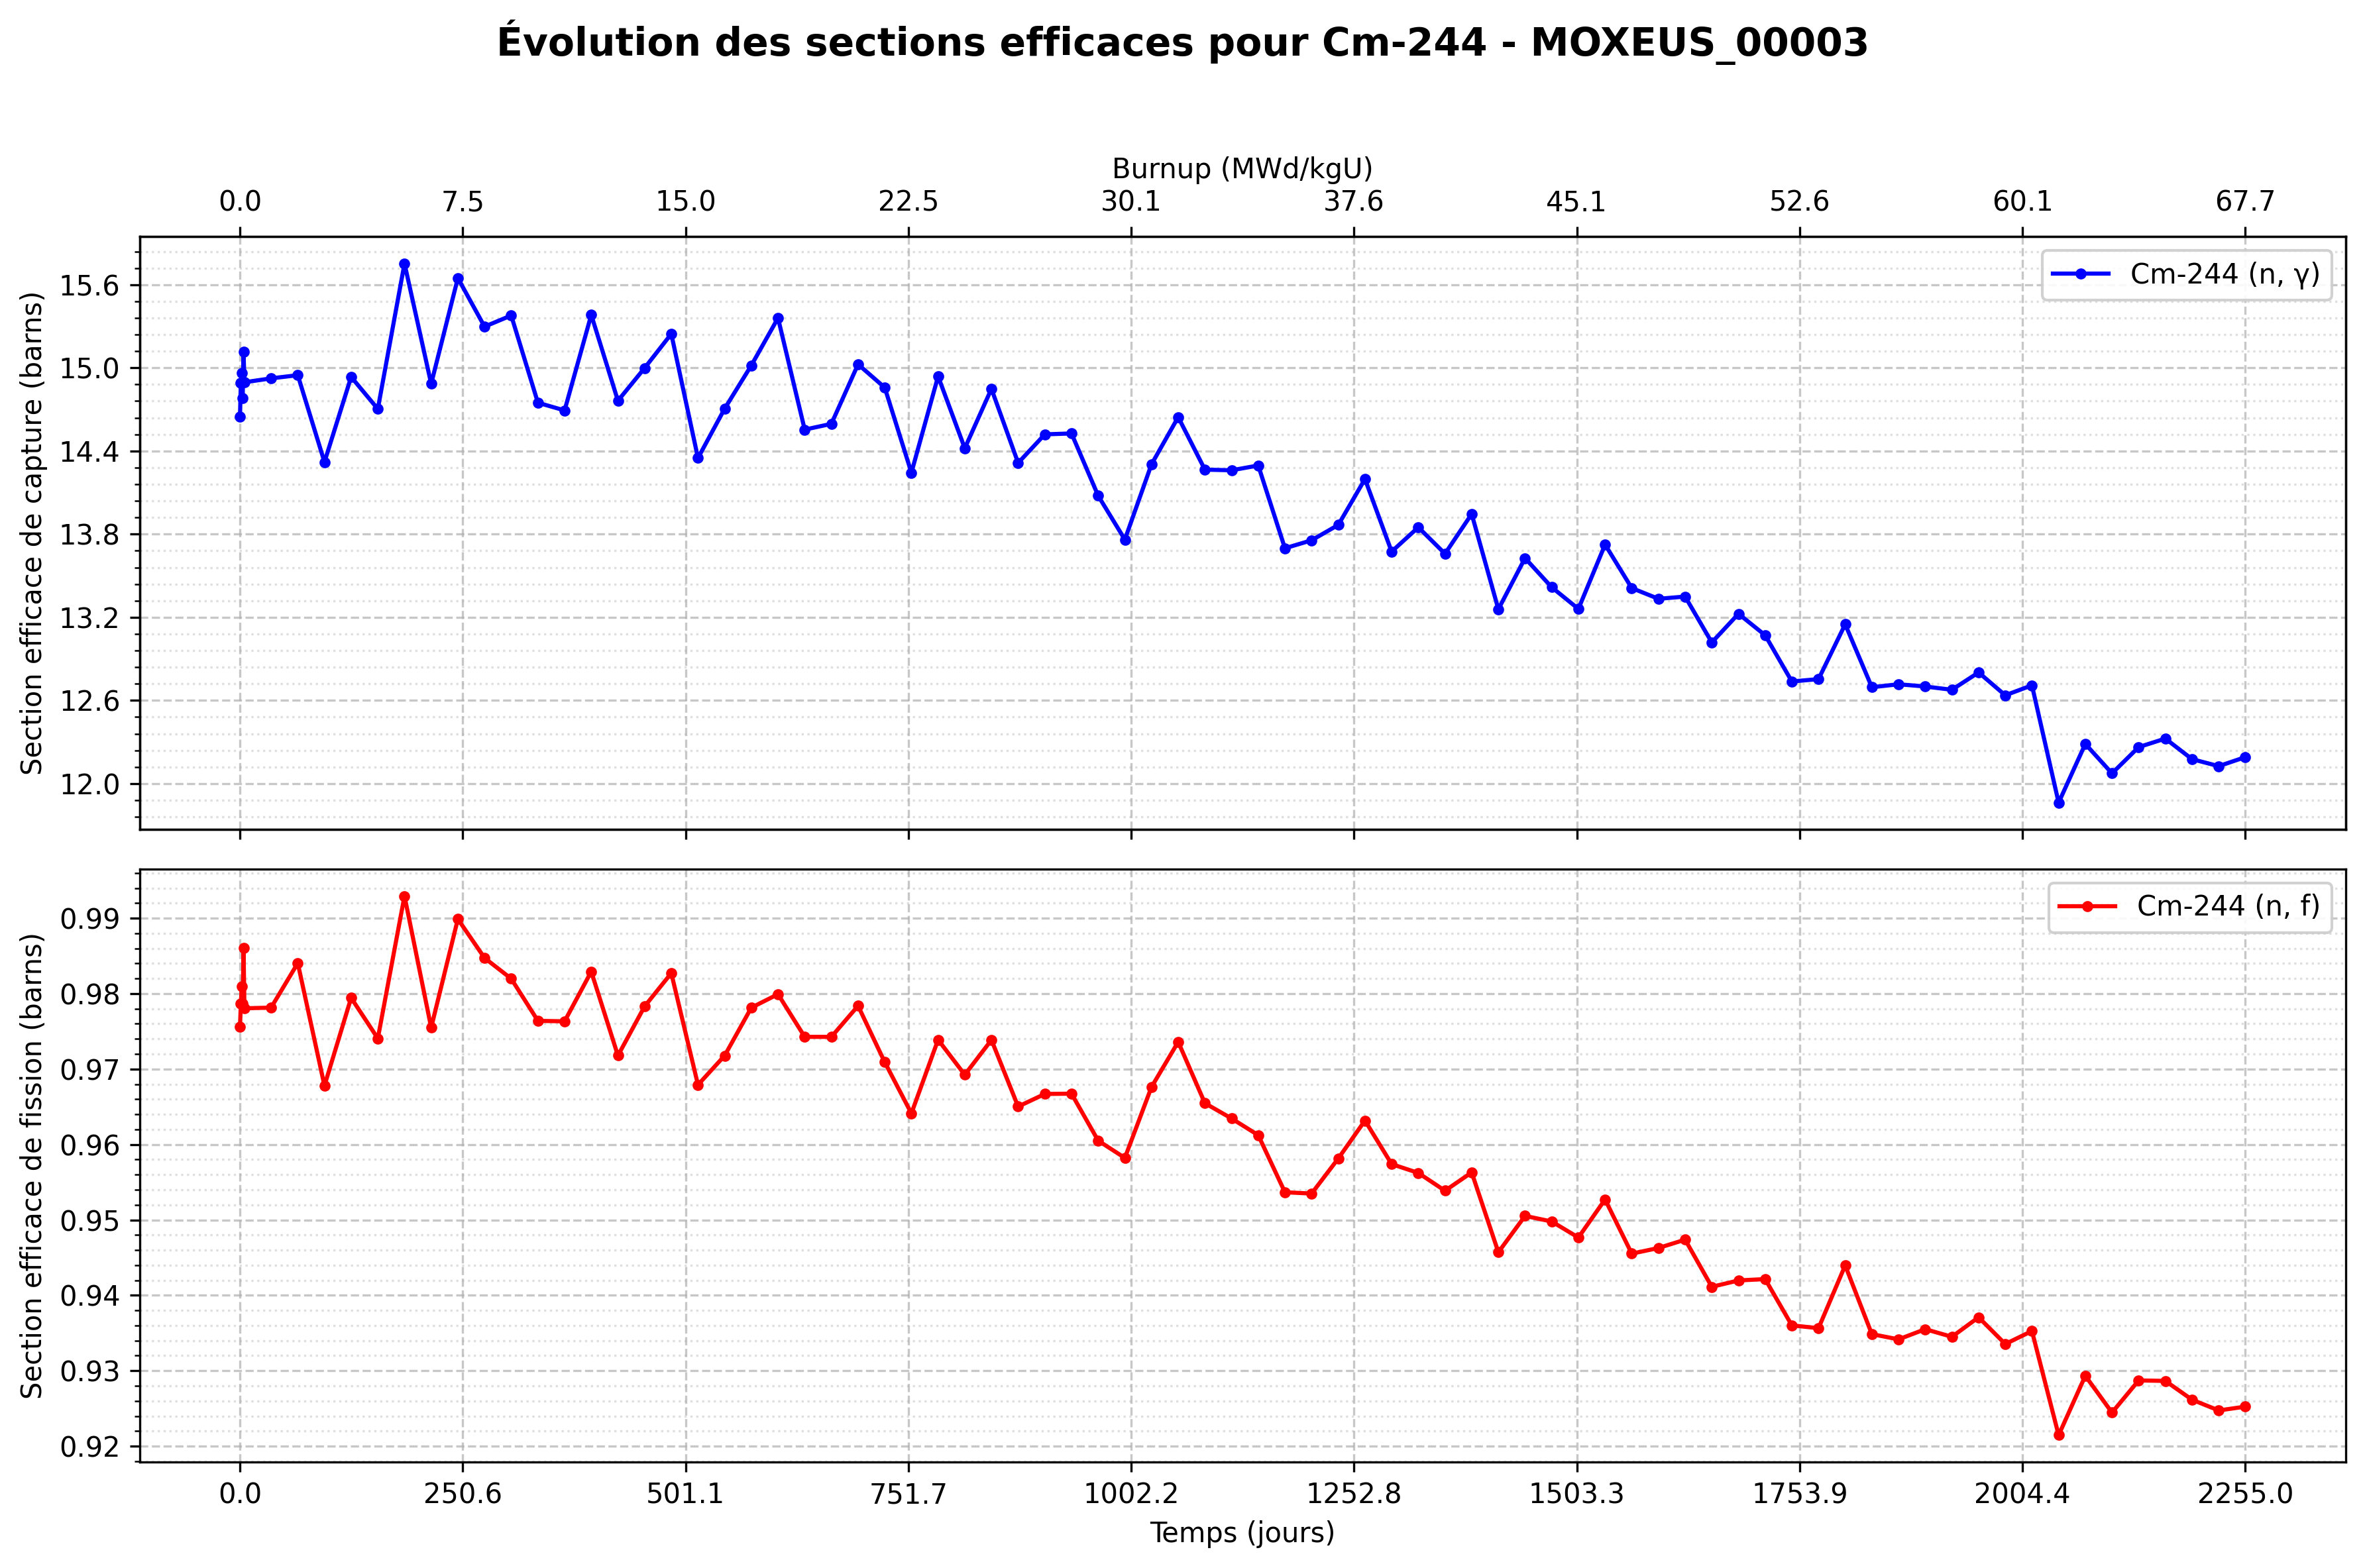 Évolution des sections efficaces pour Cm-244 - MOXEUS_00003
Burnup (MWd/kgU)
0.0 7.5 15.0 22.5 30.1 37.6 45.1 52.6 60.1 67.7
Section efficace de capture (barns)
15.6
15.0
14.4
13.8
13.2
12.6
12.0
Cm-244 (n, γ)
Section efficace de fission (barns)
0.99
0.98
0.97
0.96
0.95
0.94
0.93
0.92
Cm-244 (n, f)
0.0 250.6 501.1 751.7 1002.2 1252.8 1503.3 1753.9 2004.4 2255.0
Temps (jours)